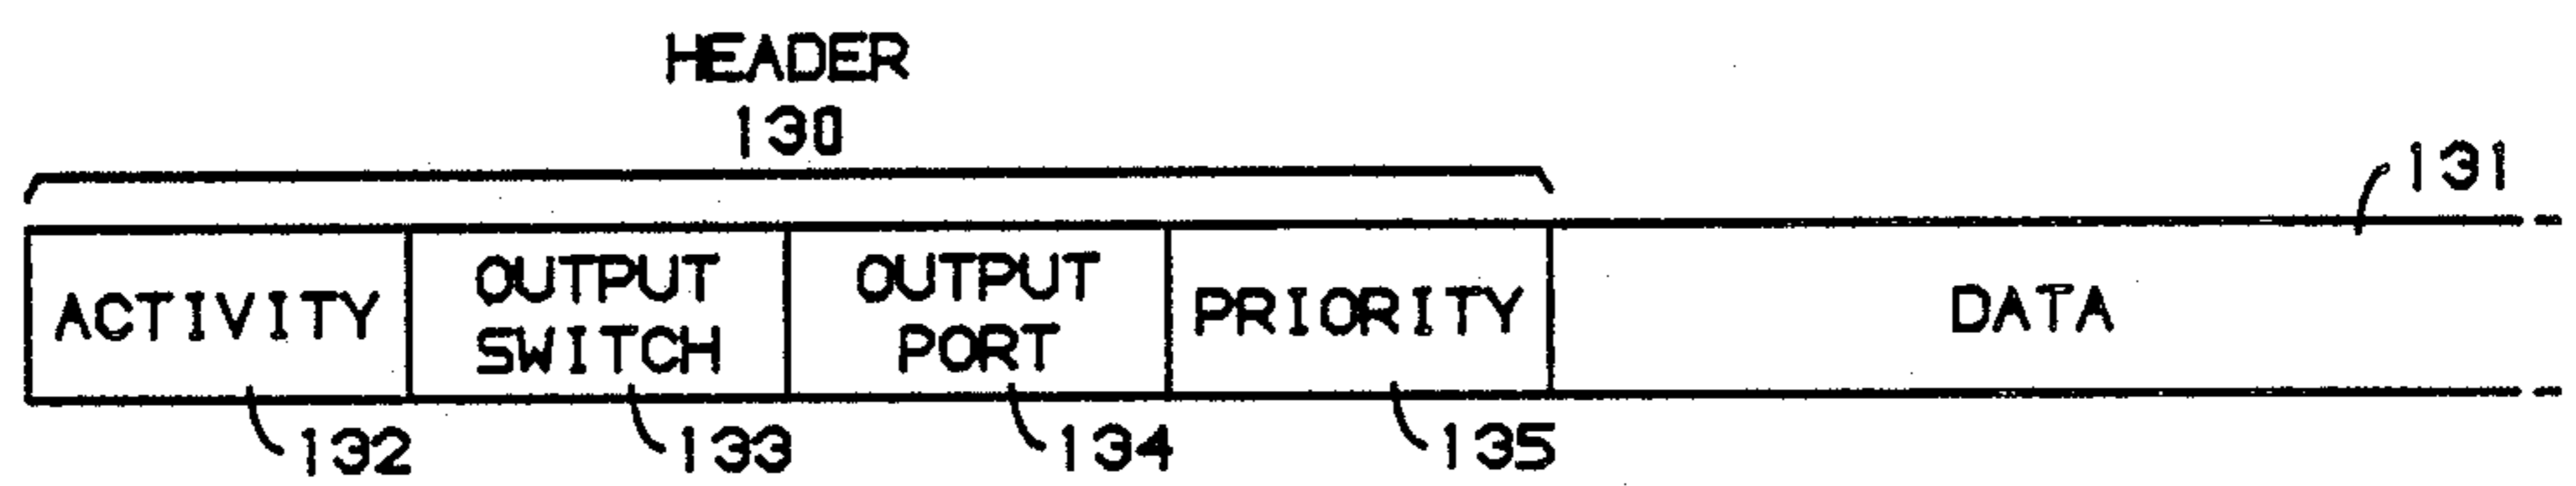 HEADER
130
131
ACTIVITY
OUTPUT
SWITCH
OUTPUT
PORT
PRIORITY
DATA
132
133
134
135